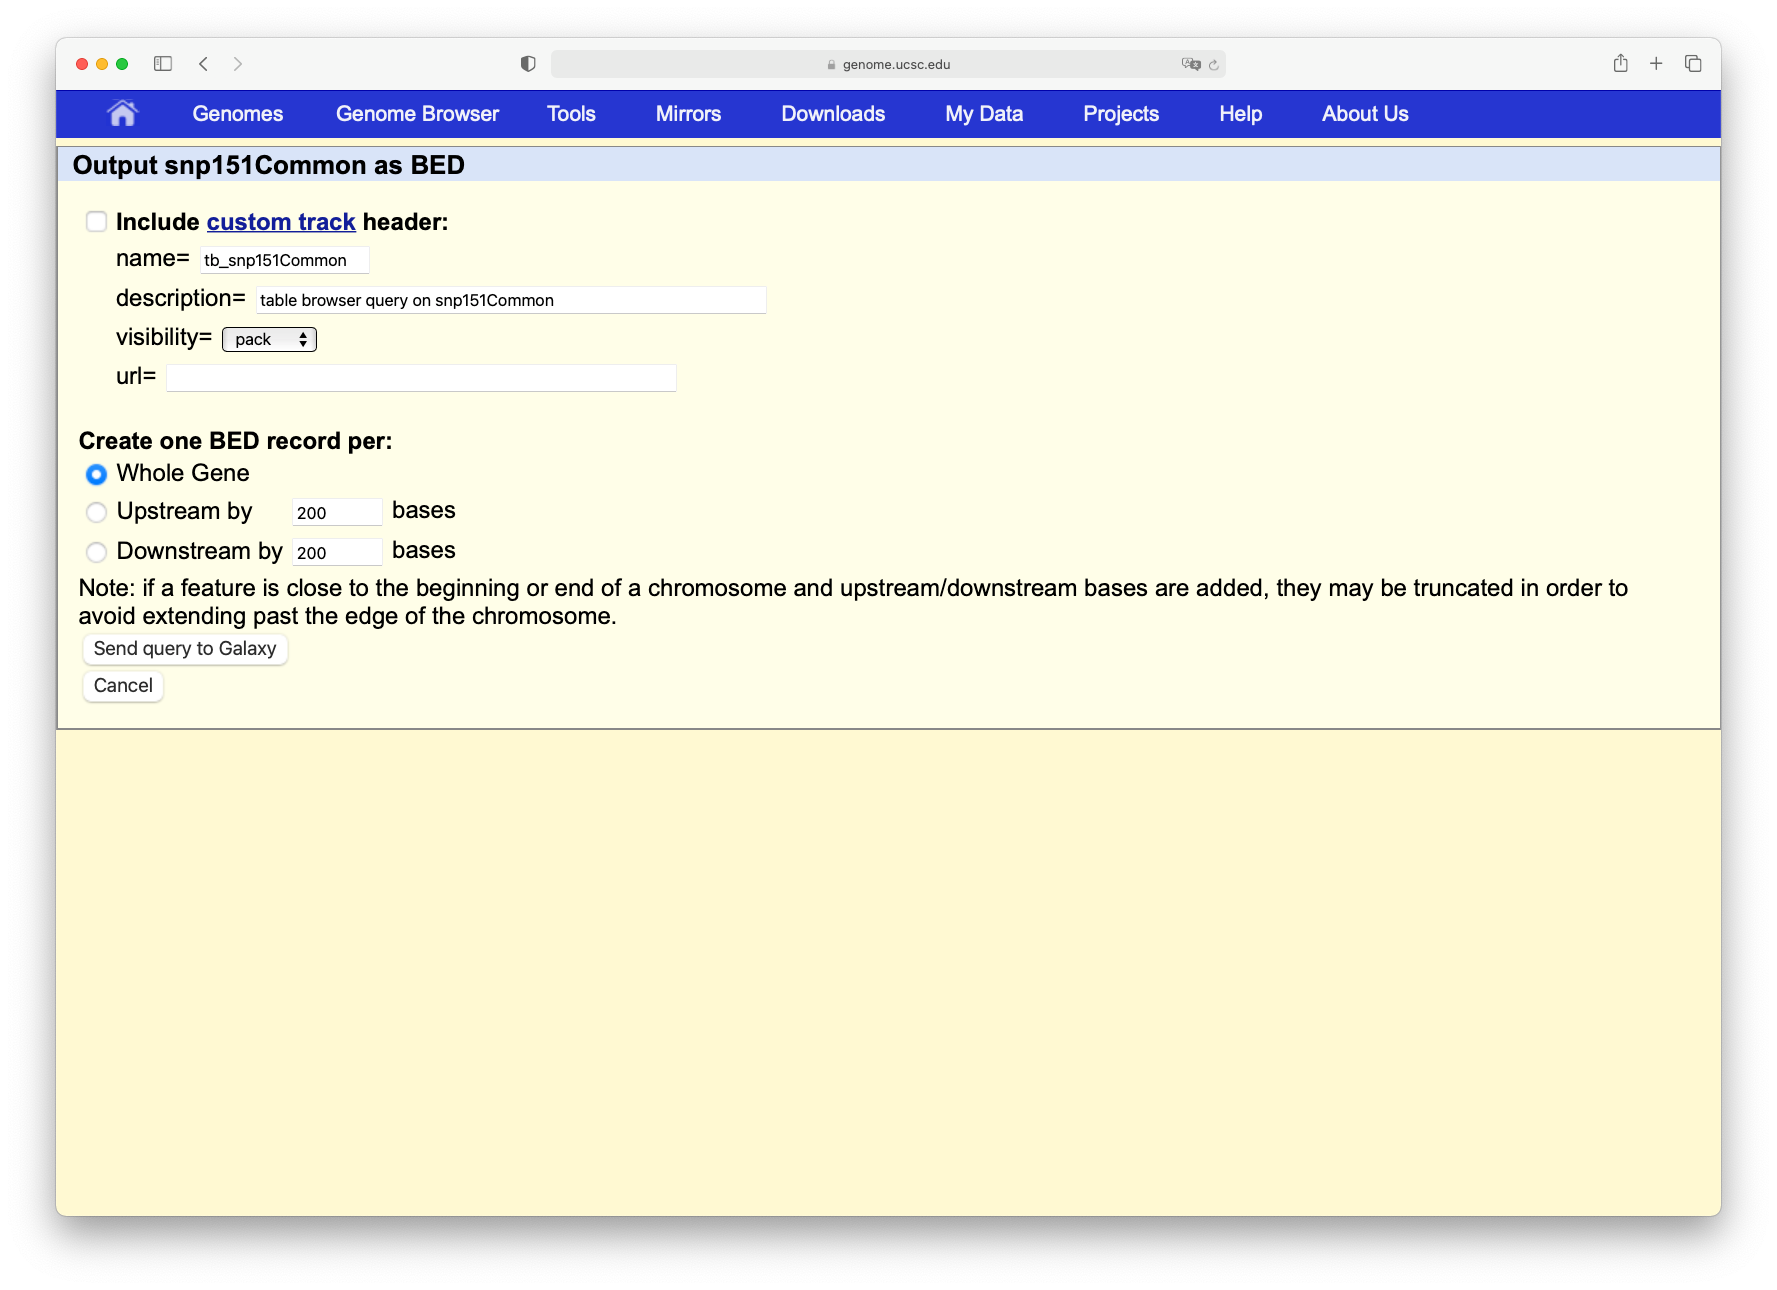 genome.ucsc.edu
Genomes Genome Browser Tools Mirrors Downloads My Data Projects Help About Us
Output snp151Common as BED
Include custom track header:
name= tb_snp151Common
description= table browser query on snp151Common
visibility= pack
url=
Create one BED record per:
Whole Gene
Upstream by 200 bases
Downstream by 200 bases
Note: if a feature is close to the beginning or end of a chromosome and upstream/downstream bases are added, they may be truncated in order to
avoid extending past the edge of the chromosome.
Send query to Galaxy
Cancel